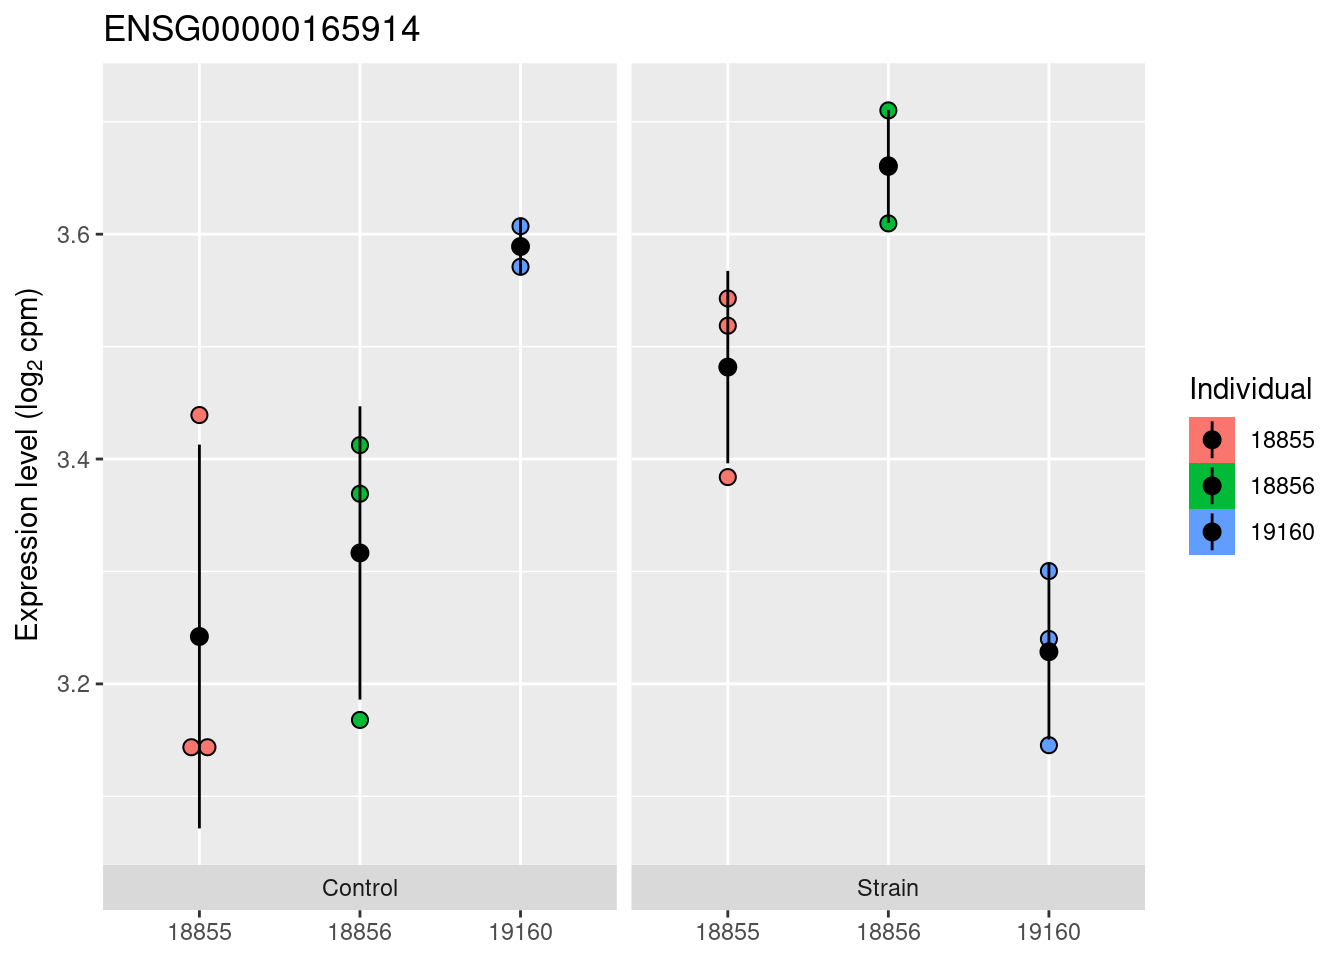 ENSG00000165914
Expression level (log₂ cpm)
3.6
3.4
3.2
Control
Strain
18855
18856
19160
18855
18856
19160
Individual
18855
18856
19160